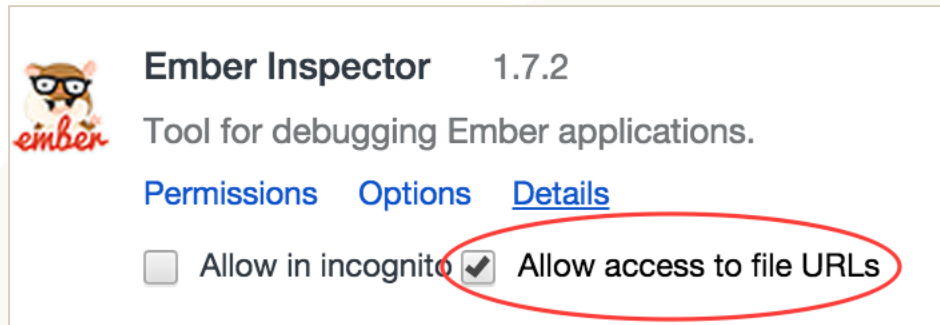 Ember Inspector 1.7.2
ember
Tool for debugging Ember applications.
Permissions Options Details
Allow in incognito Allow access to file URLs